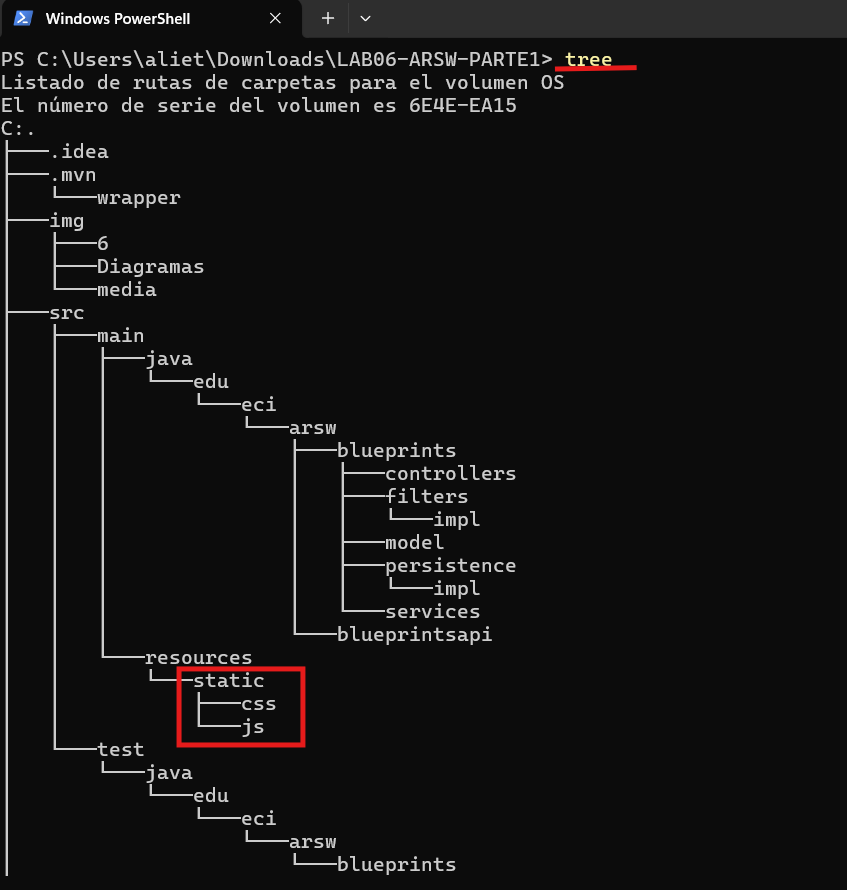 Windows PowerShell
PS C:\Users\aliet\Downloads\LAB06-ARSW-PARTE1> tree
Listado de rutas de carpetas para el volumen OS
El número de serie del volumen es 6E4E-EA15
C:.
├───.idea
├───.mvn
│   └───wrapper
├───img
│   ├───6
│   ├───Diagramas
│   └───media
├───src
│   ├───main
│   │   ├───java
│   │   │   └───edu
│   │   │       └───eci
│   │   │           └───arsw
│   │   │               ├───blueprints
│   │   │               │   ├───controllers
│   │   │               │   ├───filters
│   │   │               │   │   └───impl
│   │   │               │   ├───model
│   │   │               │   ├───persistence
│   │   │               │   │   └───impl
│   │   │               │   └───services
│   │   │               └───blueprintsapi
│   │   └───resources
│   │       └───static
│   │           ├───css
│   │           └───js
│   └───test
│       └───java
│           └───edu
│               └───eci
│                   └───arsw
│                       └───blueprints